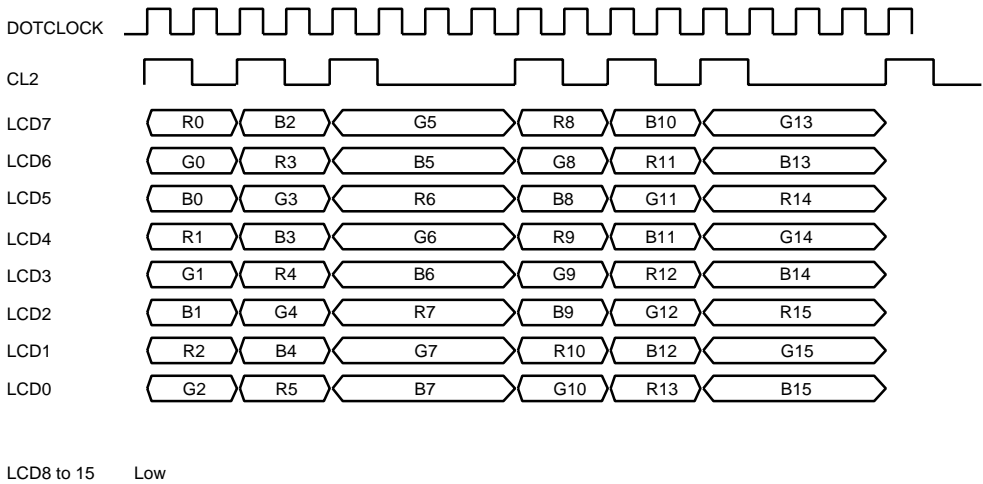 DOTCLOCK
CL2
LCD7 R0 B2 G5 R8 B10 G13
LCD6 G0 R3 B5 G8 R11 B13
LCD5 B0 G3 R6 B8 G11 R14
LCD4 R1 B3 G6 R9 B11 G14
LCD3 G1 R4 B6 G9 R12 B14
LCD2 B1 G4 R7 B9 G12 R15
LCD1 R2 B4 G7 R10 B12 G15
LCD0 G2 R5 B7 G10 R13 B15
LCD8 to 15 Low